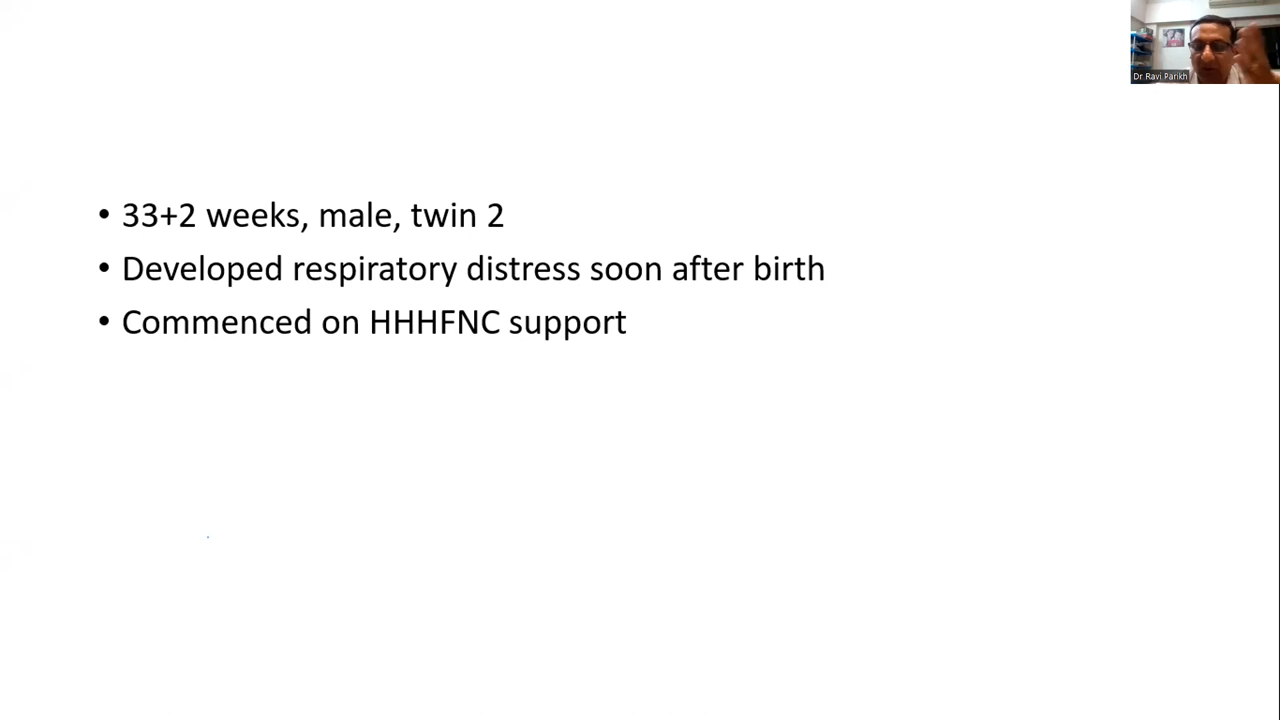 Dr Ravi Parikh
• 33+2 weeks, male, twin 2
• Developed respiratory distress soon after birth
• Commenced on HHHFNC support